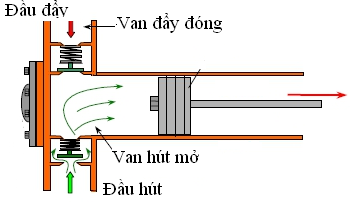 Đầu đẩy
Van đẩy đóng
Van hút mở
Đầu hút